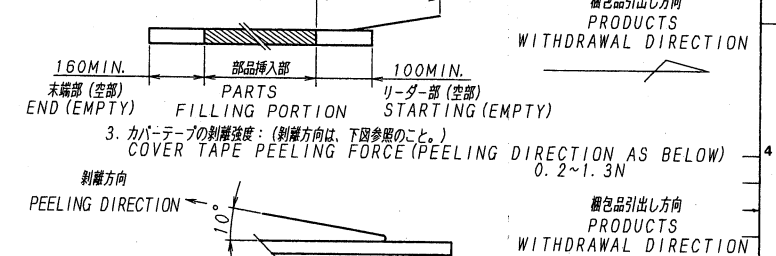 梱包品引出し方向
PRODUCTS
WITHDRAWAL DIRECTION
160MIN.
部品挿入部
100MIN.
末端部 (空部)
PARTS
リーダー部 (空部)
END (EMPTY)
FILLING PORTION
STARTING (EMPTY)
3. カバーテープの剥離強度: (剥離方向は、下図参照のこと。)
COVER TAPE PEELING FORCE (PEELING DIRECTION AS BELOW)
0.2~1.3N
4
剥離方向
PEELING DIRECTION
10°
梱包品引出し方向
PRODUCTS
WITHDRAWAL DIRECTION